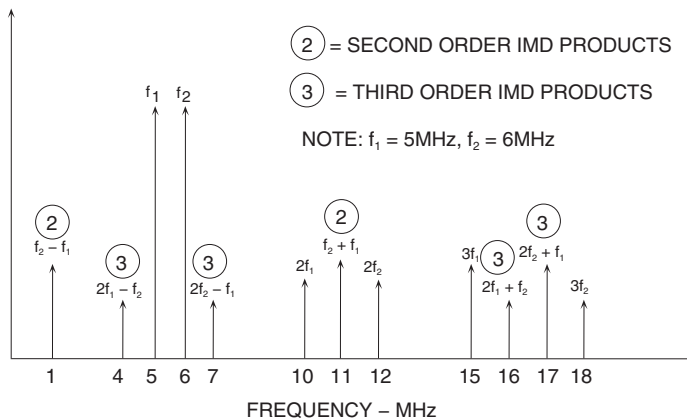 ② = SECOND ORDER IMD PRODUCTS
③ = THIRD ORDER IMD PRODUCTS
NOTE: f₁ = 5MHz, f₂ = 6MHz
f₁ f₂
②
f₂ – f₁
③
2f₁ – f₂
③
2f₂ – f₁
2f₁
②
f₂ + f₁
2f₂
3f₁
③
2f₁ + f₂
③
2f₂ + f₁
3f₂
1 4 5 6 7 10 11 12 15 16 17 18
FREQUENCY – MHz